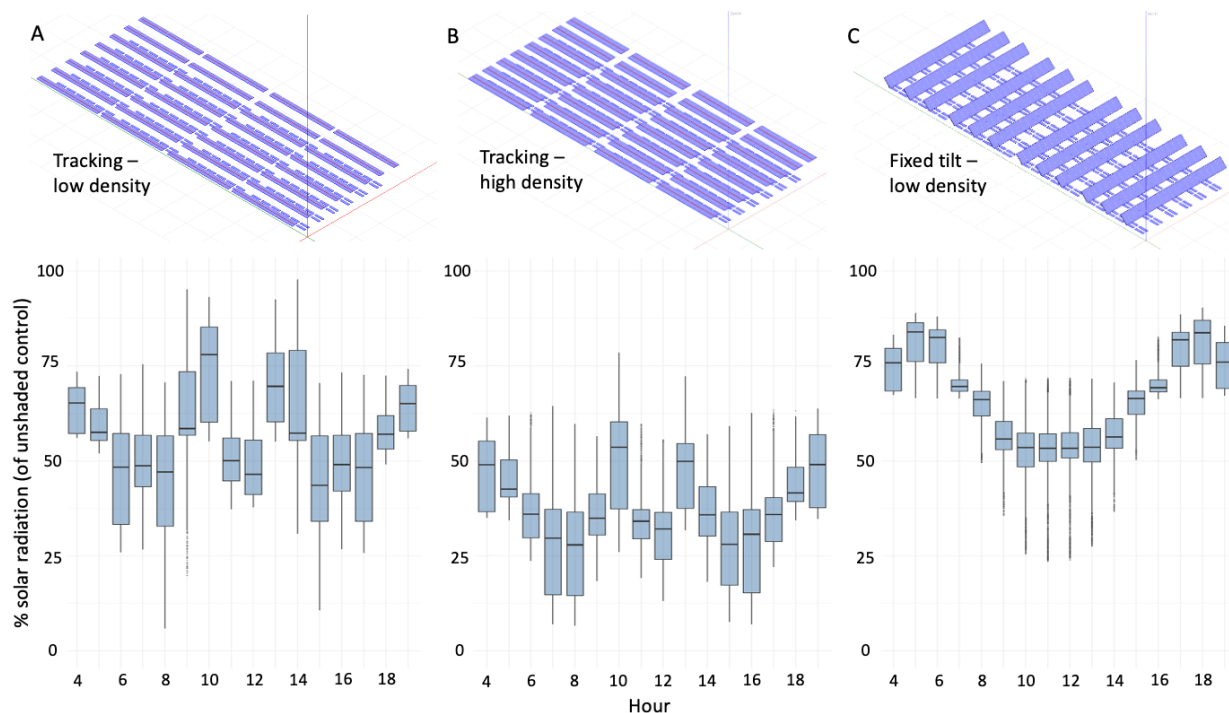 A
B
C
Tracking –
low density
Tracking –
high density
Fixed tilt –
low density
% solar radiation (of unshaded control)
100
75
50
25
0
100
75
50
25
0
100
75
50
25
0
4 6 8 10 12 14 16 18
4 6 8 10 12 14 16 18
4 6 8 10 12 14 16 18
Hour